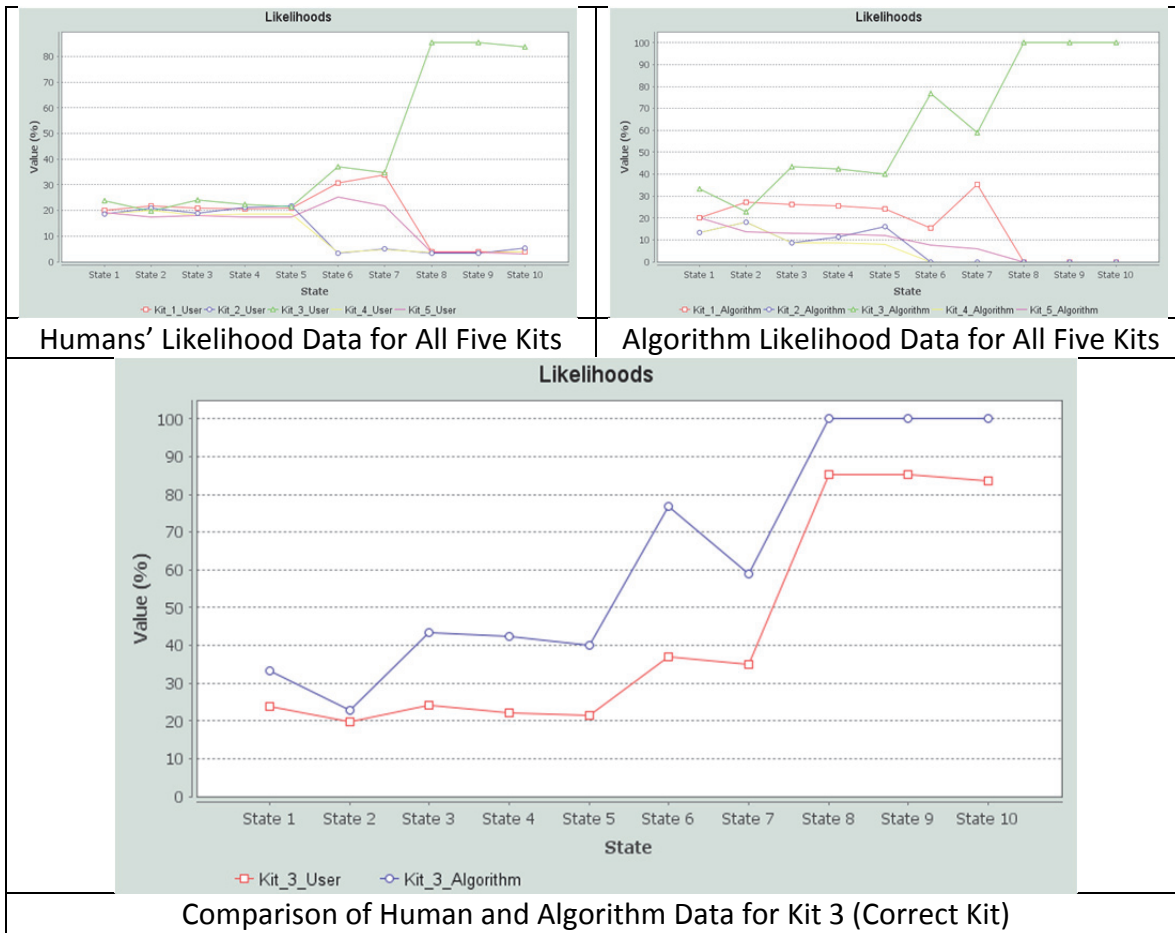 Likelihoods
Value (%)
80
70
60
50
40
30
20
10
0
State 1 State 2 State 3 State 4 State 5 State 6 State 7 State 8 State 9 State 10
State
Kit_1_User Kit_2_User Kit_3_User Kit_4_User Kit_5_User
Humans’ Likelihood Data for All Five Kits
Likelihoods
Value (%)
100
90
80
70
60
50
40
30
20
10
0
State 1 State 2 State 3 State 4 State 5 State 6 State 7 State 8 State 9 State 10
State
Kit_1_Algorithm Kit_2_Algorithm Kit_3_Algorithm Kit_4_Algorithm Kit_5_Algorithm
Algorithm Likelihood Data for All Five Kits
Likelihoods
Value (%)
100
90
80
70
60
50
40
30
20
10
0
State 1 State 2 State 3 State 4 State 5 State 6 State 7 State 8 State 9 State 10
State
Kit_3_User Kit_3_Algorithm
Comparison of Human and Algorithm Data for Kit 3 (Correct Kit)